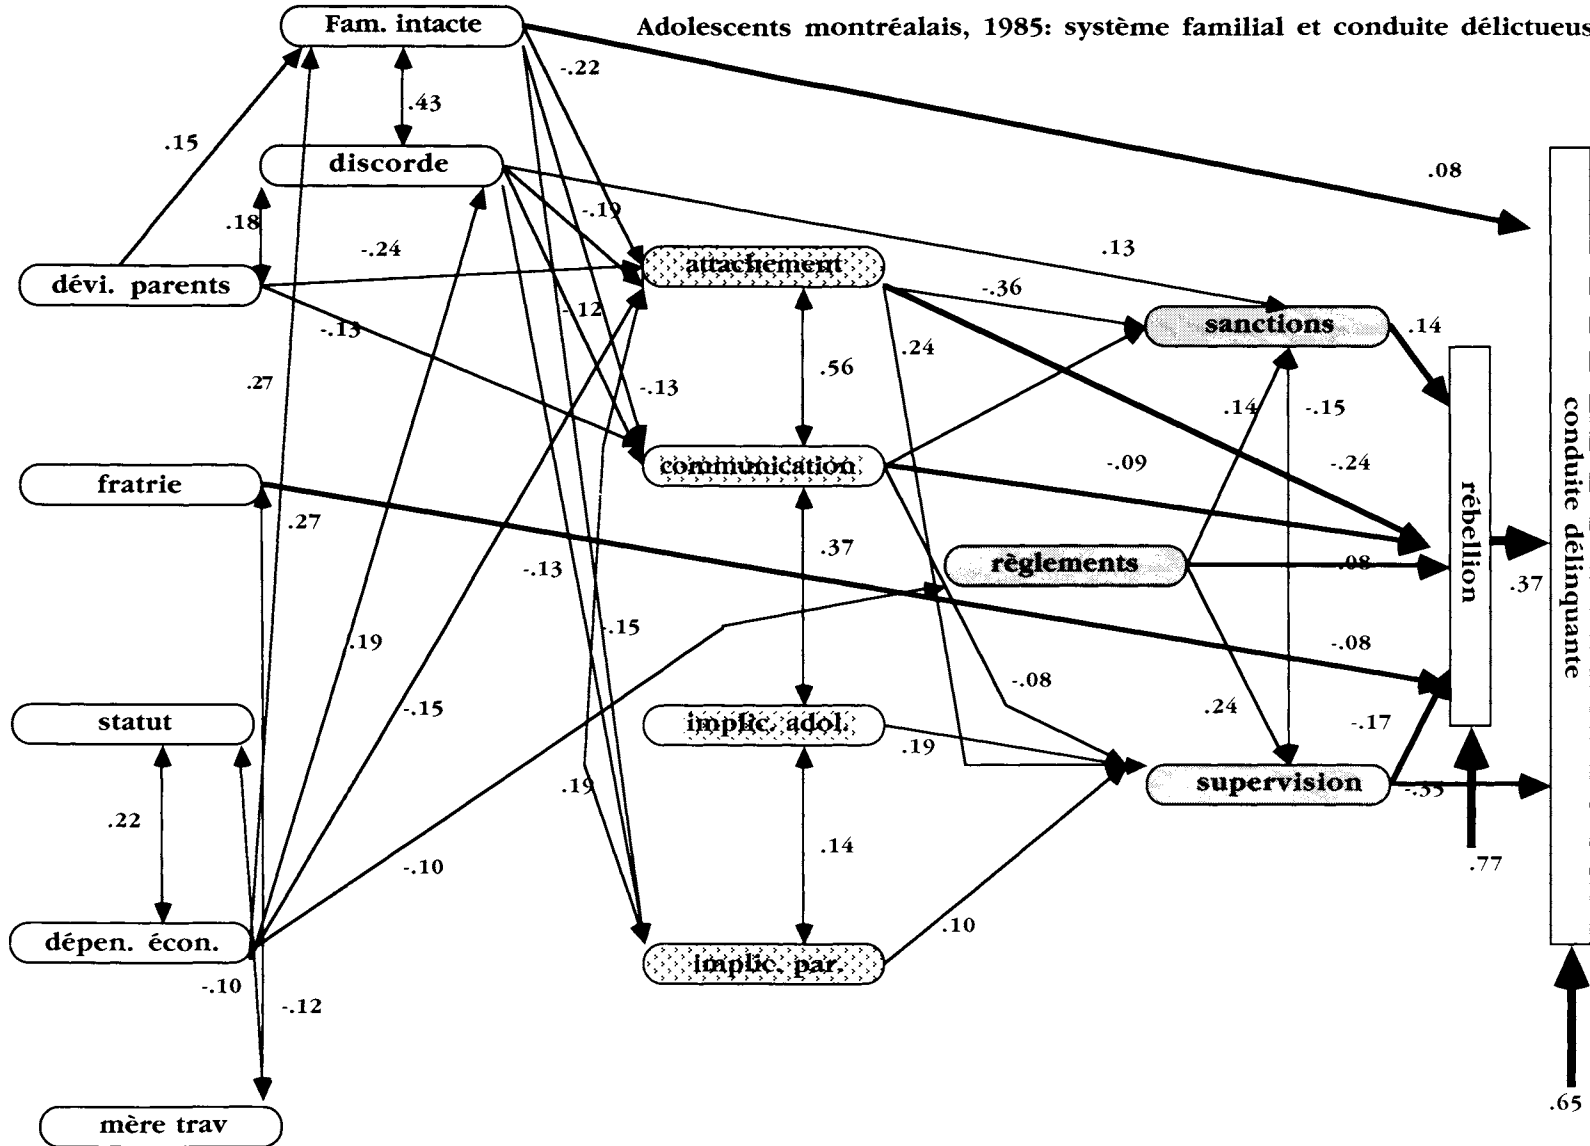 Adolescents montréalais, 1985: système familial et conduite délictueus
Fam. intacte
-.22
.43
.15
discorde
.08
-.19
.18
-.24
.13
dévi. parents
attachement
-.36
-.12
-.13
.24
sanctions
.14
.56
.27
-.13
.14
-.15
communication
-.09
-.24
fratrie
.27
.37
-.13
règlements
.08
rébellion
.37
conduite délinquante
.19
-.15
-.08
-.08
-.15
statut
implic. adol.
.19
.24
-.17
.19
supervision
-.35
.22
.14
.77
-.10
.10
dépen. écon.
implic. par.
-.10
-.12
.65
mère trav